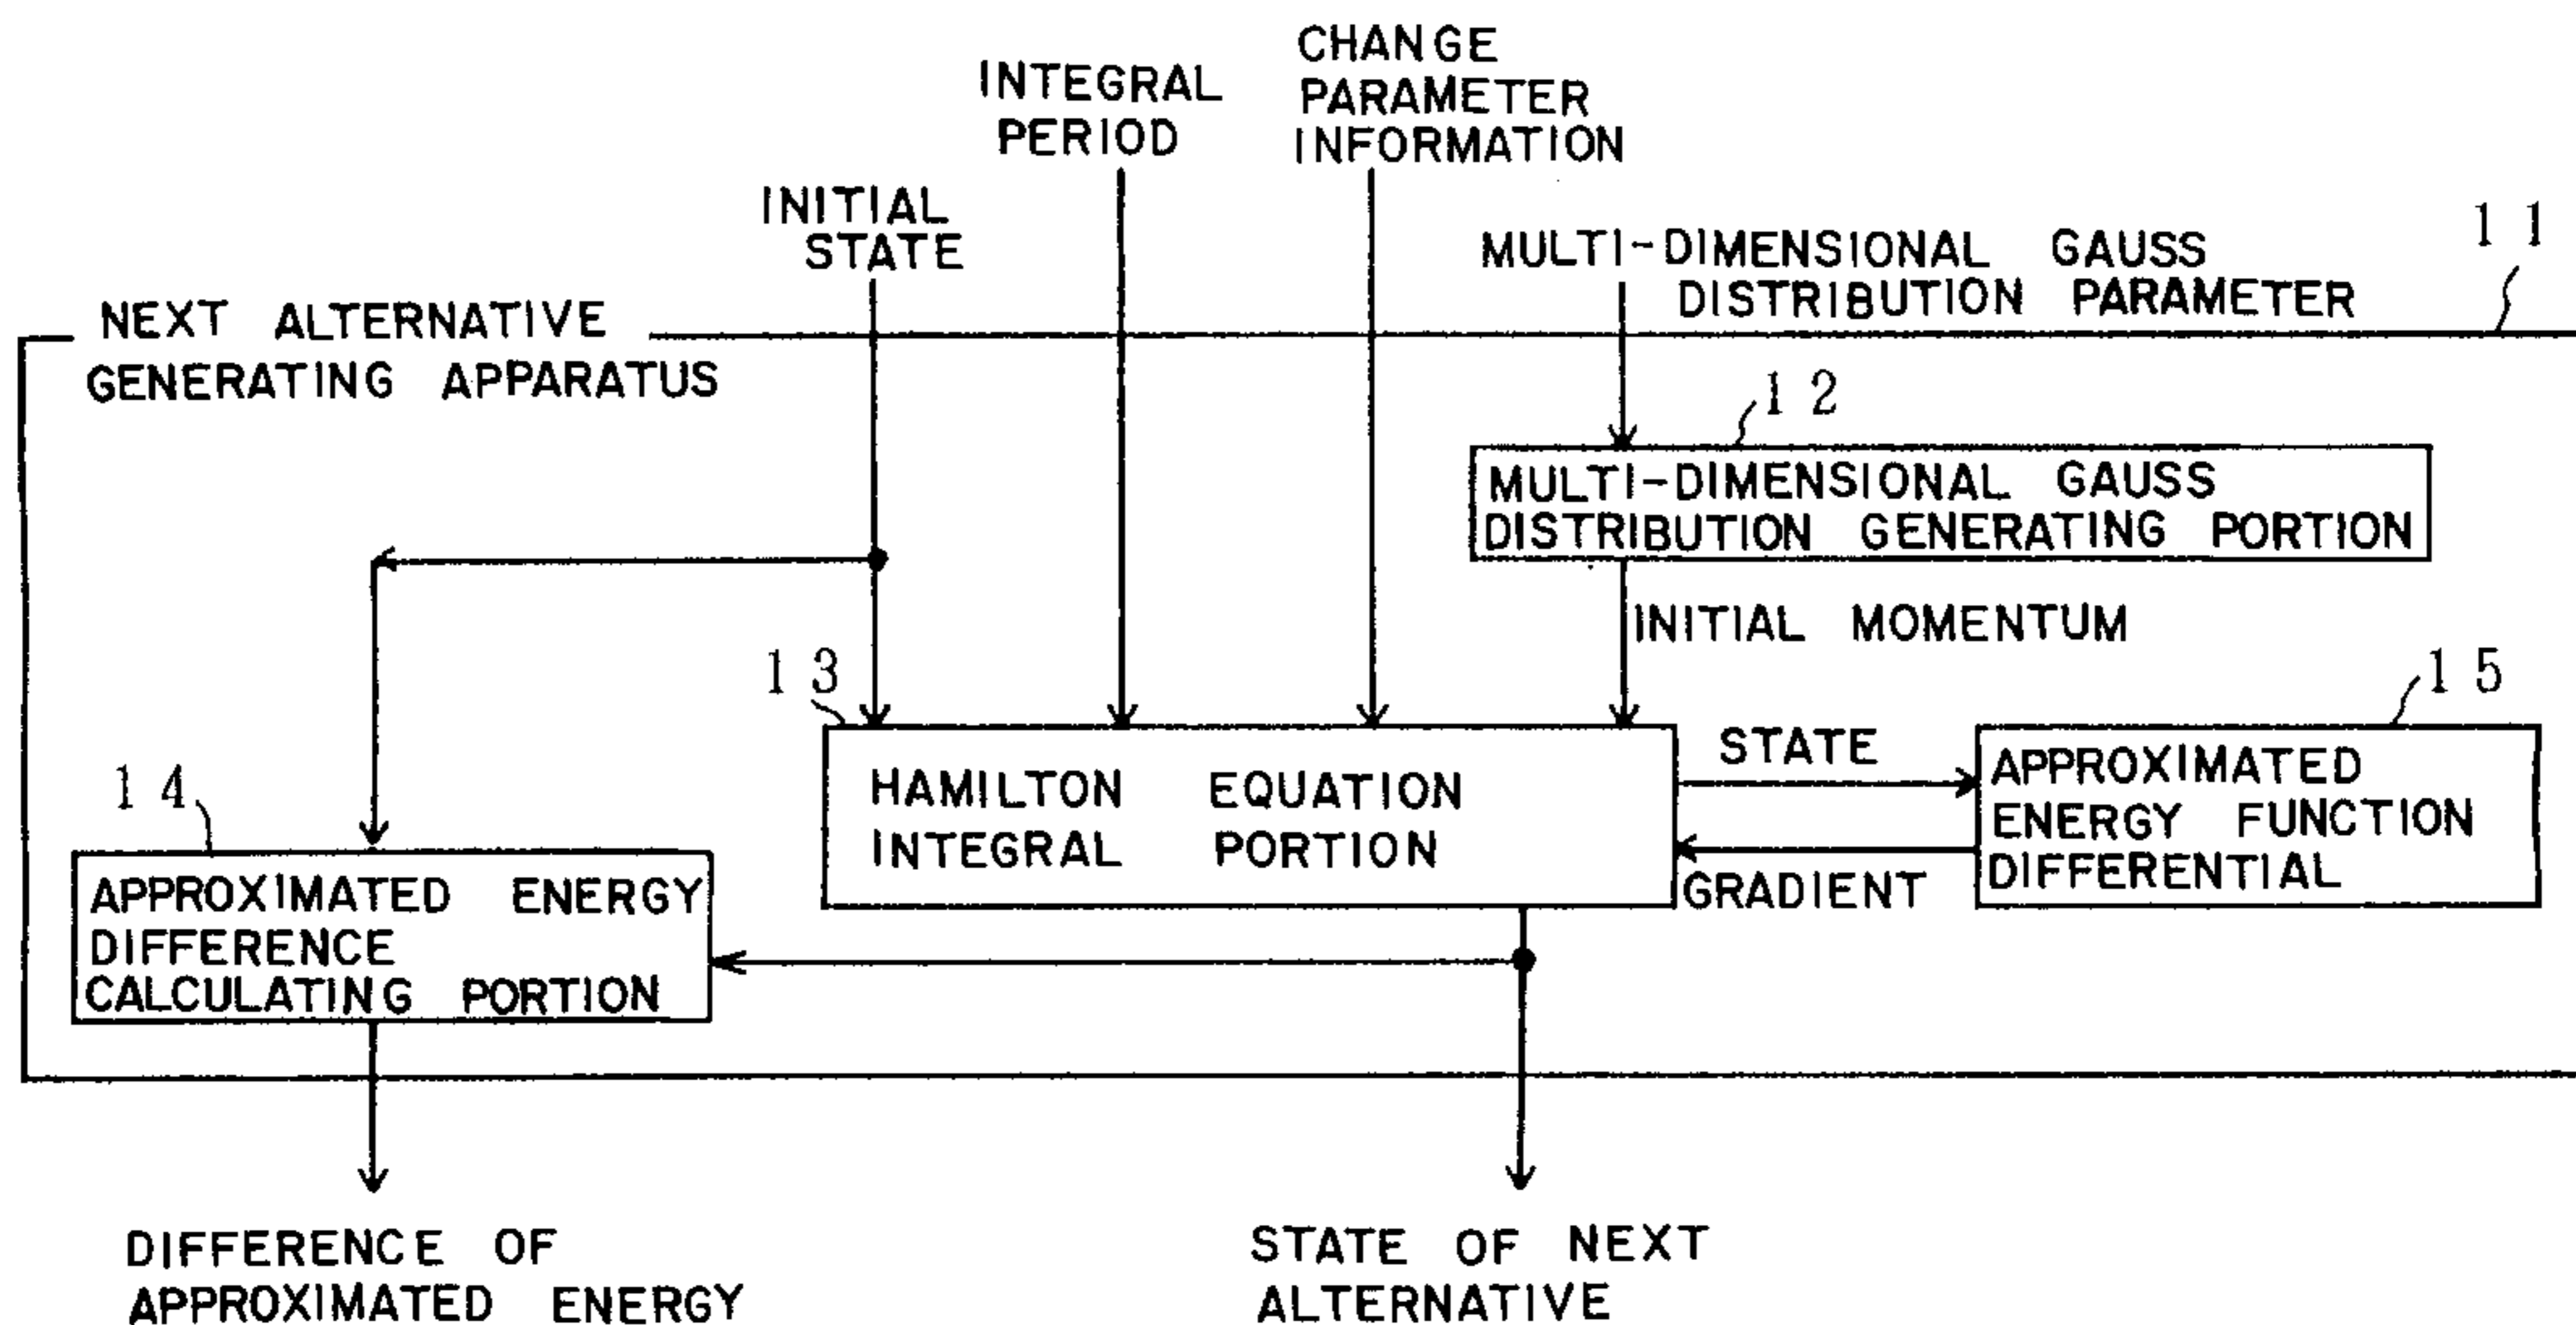 CHANGE
PARAMETER
INFORMATION
INTEGRAL
PERIOD
INITIAL
STATE
MULTI-DIMENSIONAL GAUSS
DISTRIBUTION PARAMETER
11
NEXT ALTERNATIVE
GENERATING APPARATUS
12
MULTI-DIMENSIONAL GAUSS
DISTRIBUTION GENERATING PORTION
INITIAL MOMENTUM
13
HAMILTON EQUATION
INTEGRAL PORTION
STATE
GRADIENT
15
APPROXIMATED
ENERGY FUNCTION
DIFFERENTIAL
14
APPROXIMATED ENERGY
DIFFERENCE
CALCULATING PORTION
DIFFERENCE OF
APPROXIMATED ENERGY
STATE OF NEXT
ALTERNATIVE